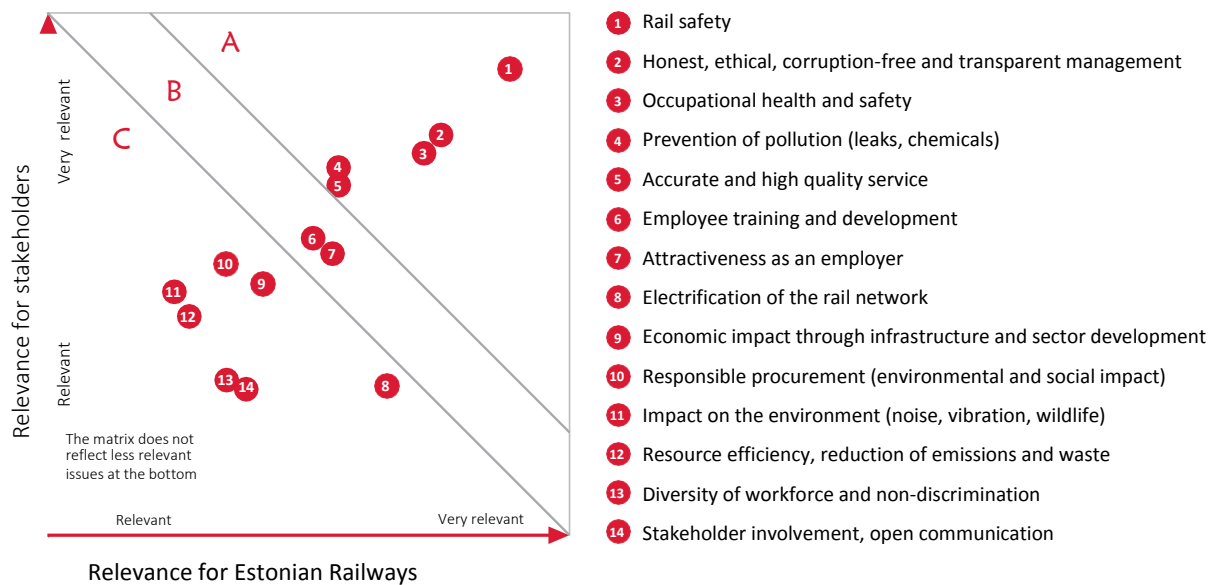 A
B
C
1
2
3
4
5
6
7
10
9
11
12
13
14
8
Relevance for stakeholders
Very relevant
Relevant
The matrix does not
reflect less relevant
issues at the bottom
Relevant
Very relevant
Relevance for Estonian Railways
1 Rail safety
2 Honest, ethical, corruption-free and transparent management
3 Occupational health and safety
4 Prevention of pollution (leaks, chemicals)
5 Accurate and high quality service
6 Employee training and development
7 Attractiveness as an employer
8 Electrification of the rail network
9 Economic impact through infrastructure and sector development
10 Responsible procurement (environmental and social impact)
11 Impact on the environment (noise, vibration, wildlife)
12 Resource efficiency, reduction of emissions and waste
13 Diversity of workforce and non-discrimination
14 Stakeholder involvement, open communication